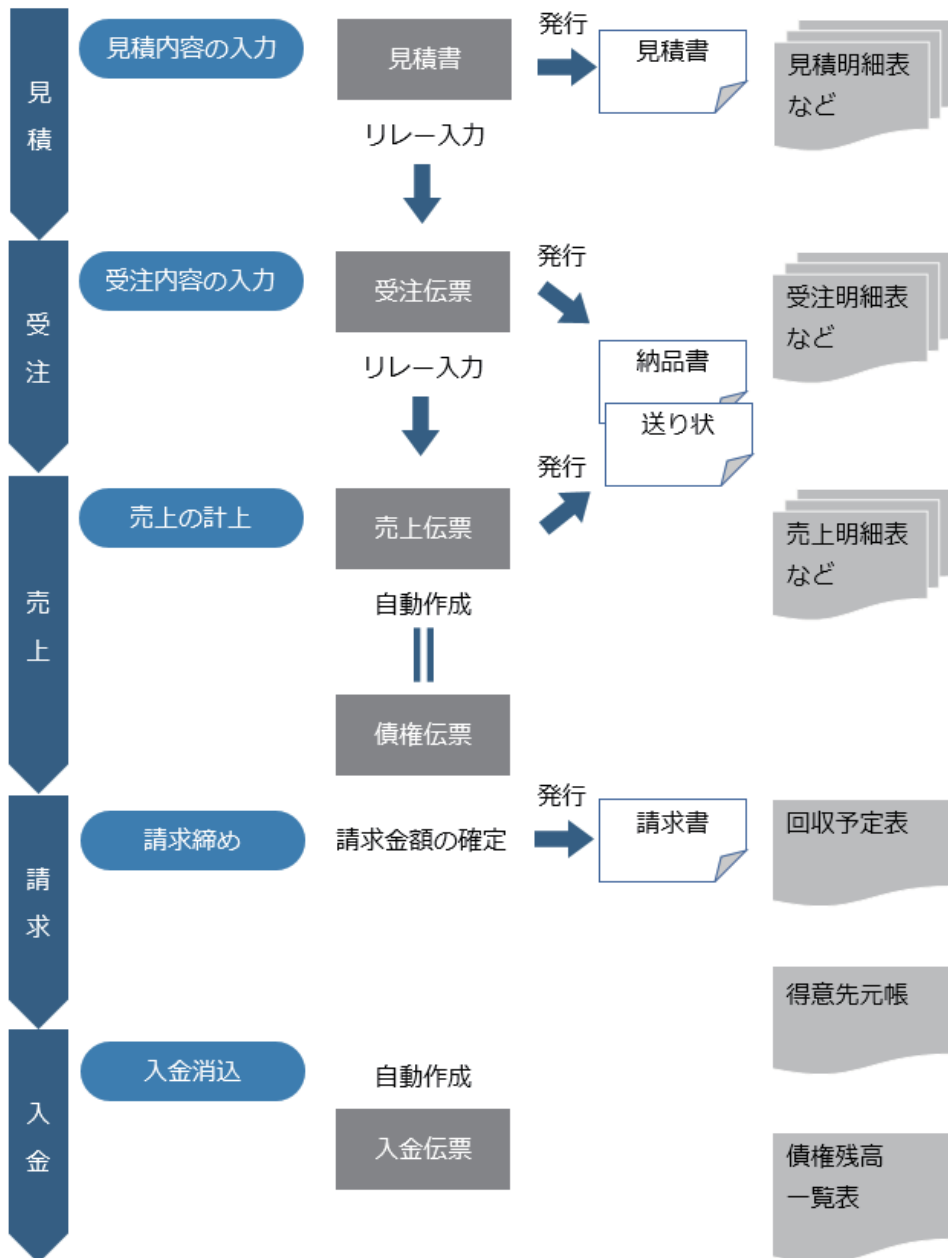 見積
見積内容の入力
見積書
発行
見積書
見積明細表
など
リレー入力
受注
受注内容の入力
受注伝票
発行
納品書
送り状
受注明細表
など
リレー入力
売上
売上の計上
売上伝票
発行
売上明細表
など
自動作成
債権伝票
請求
請求締め
請求金額の確定
発行
請求書
回収予定表
得意先元帳
入金
入金消込
自動作成
入金伝票
債権残高
一覧表